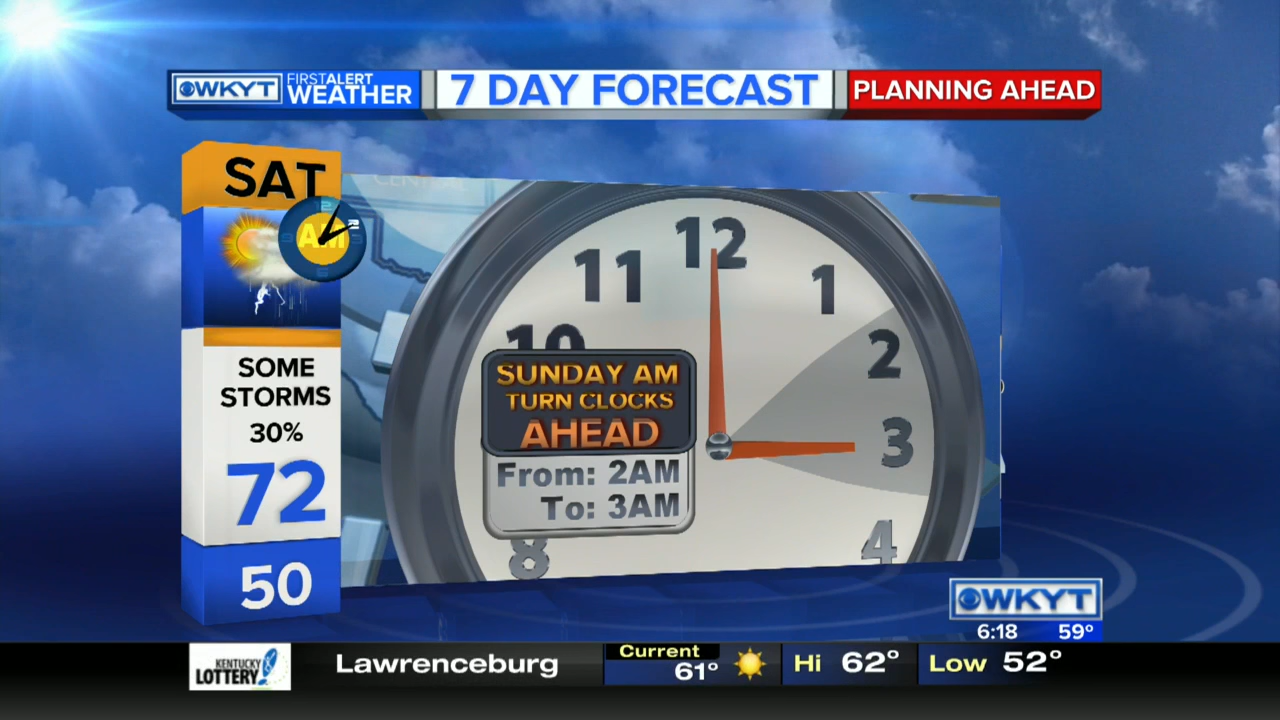 WKYT
FIRST ALERT
WEATHER
7 DAY FORECAST
PLANNING AHEAD
SAT
AM
SOME
STORMS
30%
72
50
12
11
1
10
2
3
4
8
SUNDAY AM
TURN CLOCKS
AHEAD
From: 2AM
To: 3AM
WKYT
6:18 59°
KENTUCKY
LOTTERY
Lawrenceburg
Current
61°
Hi 62°
Low 52°